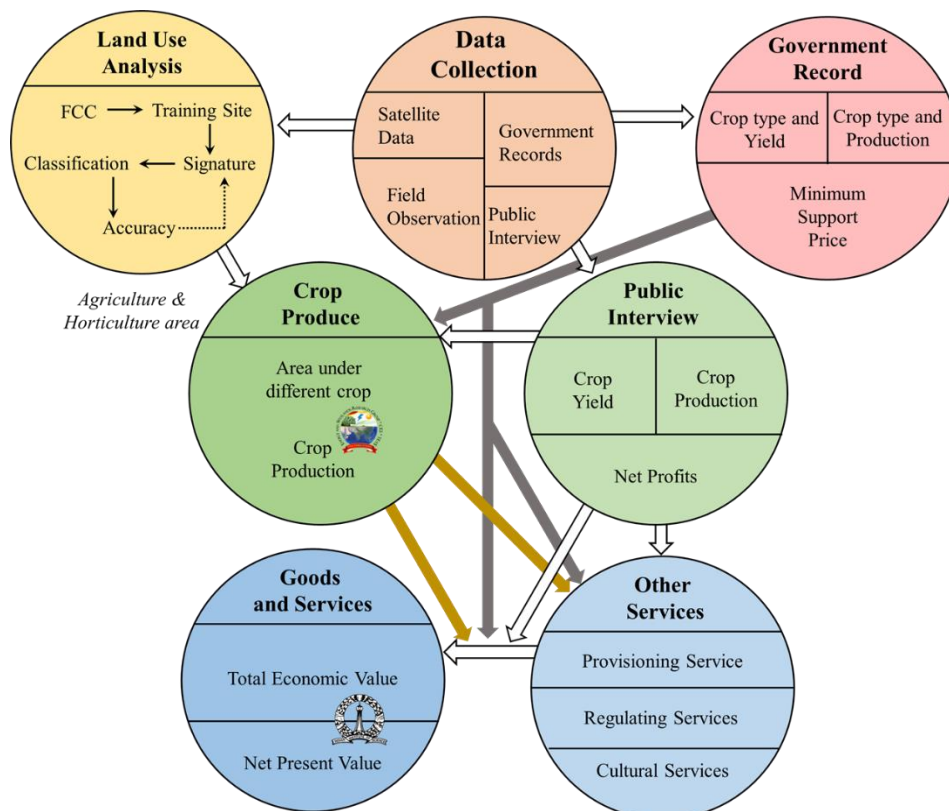 Land Use
Analysis
FCC
Training Site
Classification
Signature
Accuracy
Data
Collection
Satellite
Data
Government
Records
Field
Observation
Public
Interview
Government
Record
Crop type and
Yield
Crop type and
Production
Minimum
Support
Price
Agriculture &
Horticulture area
Crop
Produce
Area under
different crop
Crop
Production
Public
Interview
Crop
Yield
Crop
Production
Net Profits
Goods
and Services
Total Economic Value
Net Present Value
Other
Services
Provisioning Service
Regulating Services
Cultural Services